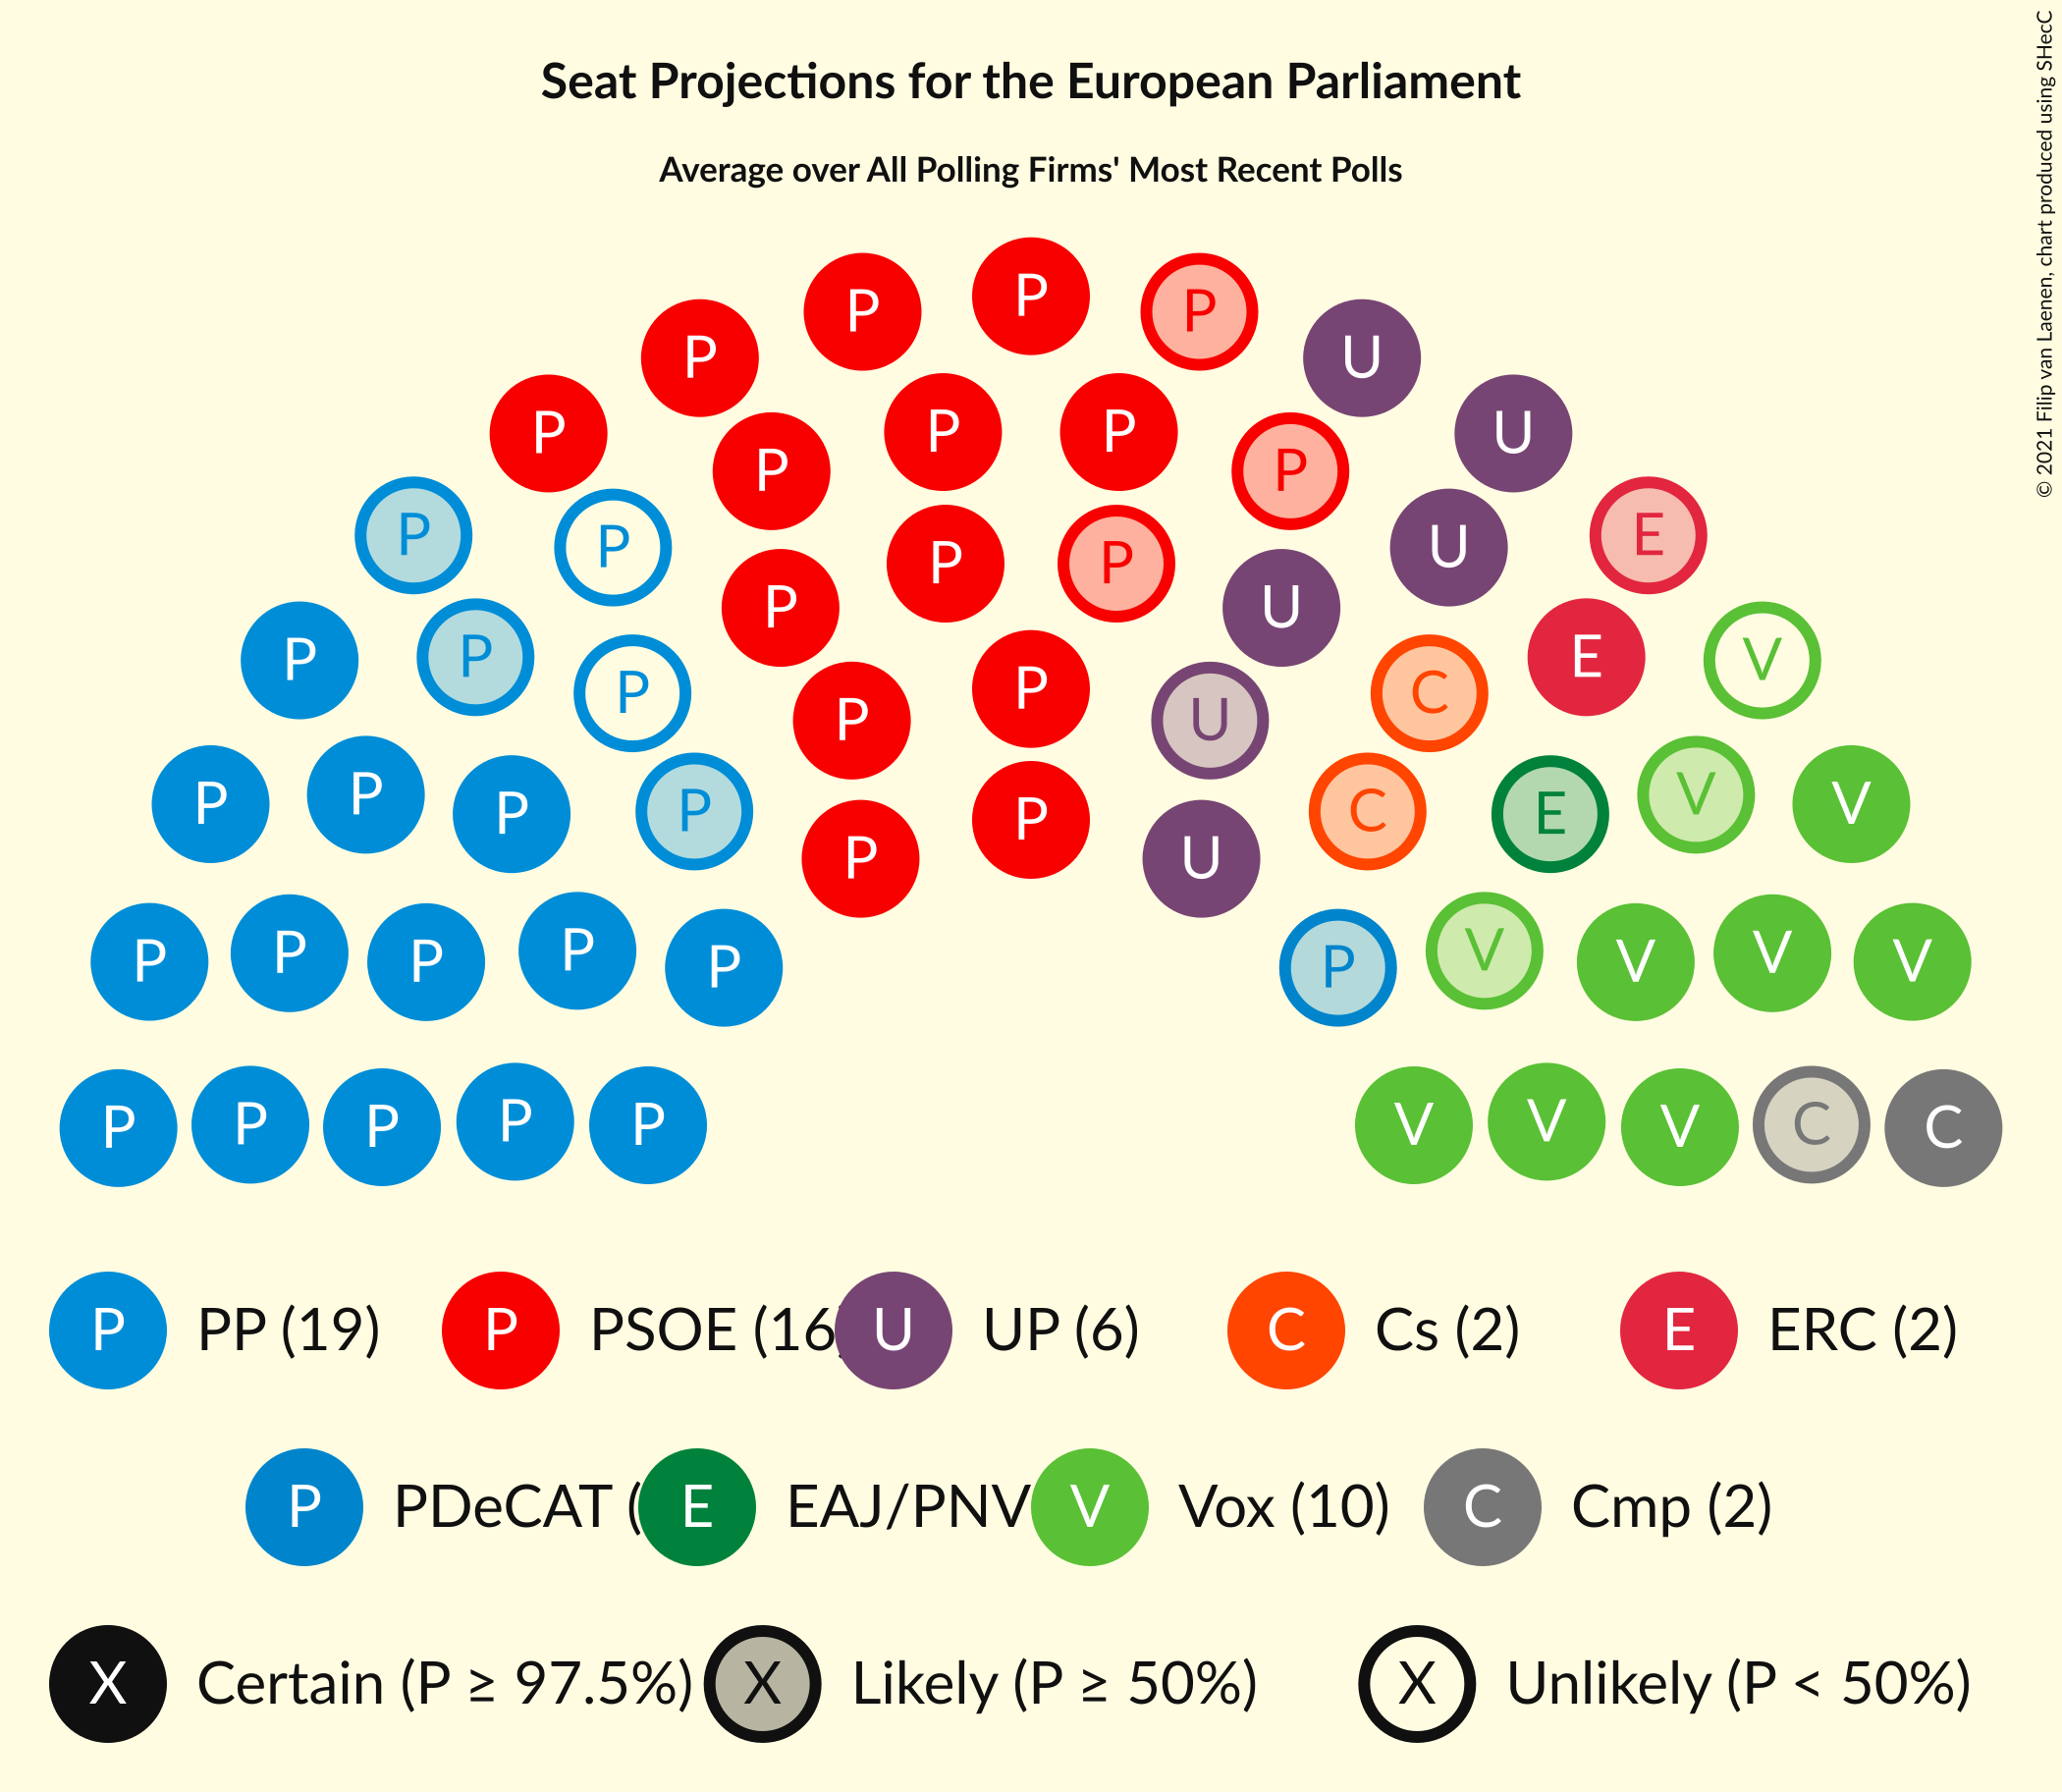 Seat Projections for the European Parliament
Average over All Polling Firms' Most Recent Polls
© 2021 Filip van Laenen, chart produced using SHecC
P
P P
P P U
P P P U
P P P P
P P P U
P P P E
P P U E
P P P C V
P P P U
P P P P C E V V
P P U
P P P P P P V V V V
P P P P P V V V C C
P PP (19) P PSOE (16 U UP (6) C Cs (2) E ERC (2)
P PDeCAT ( E EAJ/PNV V Vox (10) C Cmp (2)
X Certain (P ≥ 97.5%) X Likely (P ≥ 50%) X Unlikely (P < 50%)